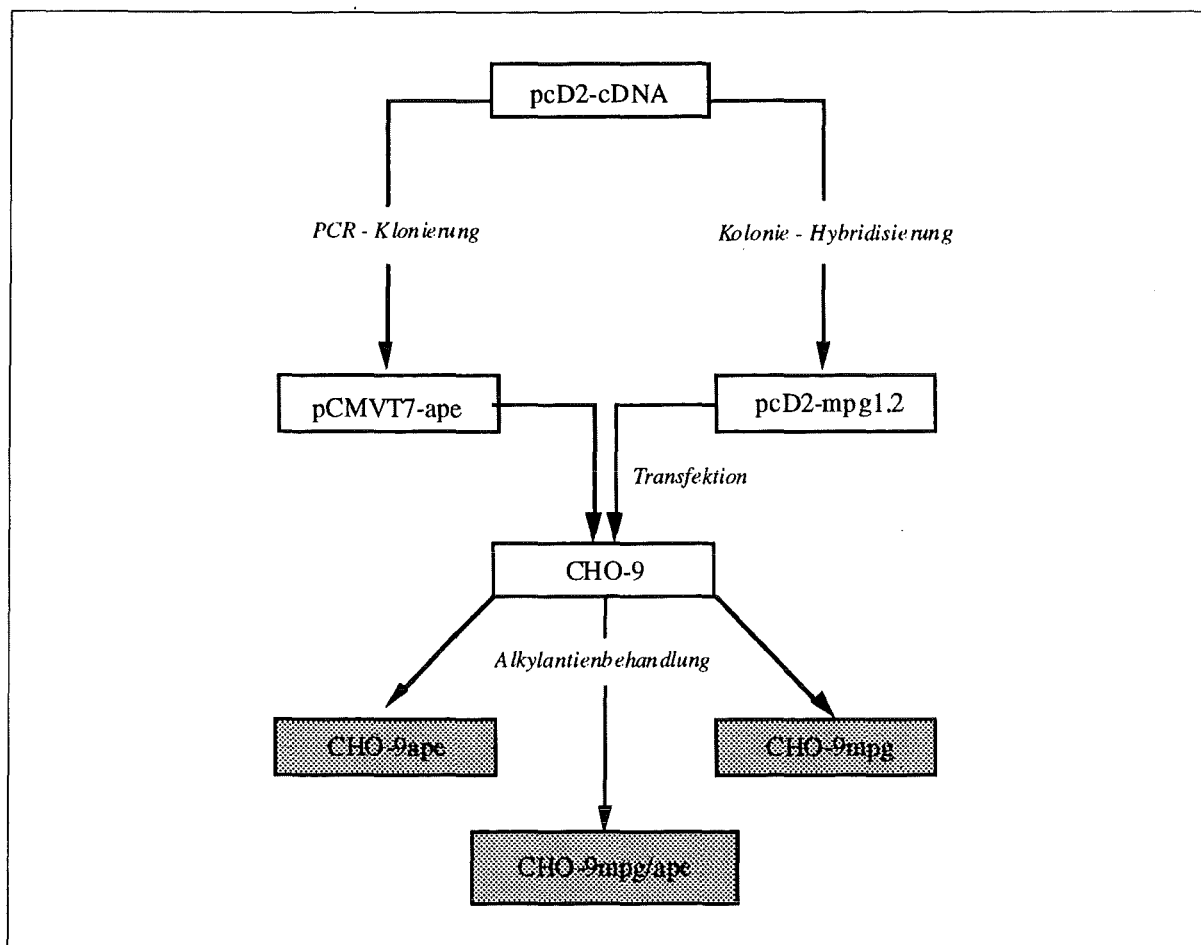 pcD2-cDNA
PCR - Klonierung
Kolonie - Hybridisierung
pCMVT7-ape
pcD2-mpg1.2
Transfektion
CHO-9
Alkylantienbehandlung
CHO-9ape
CHO-9mpg
CHO-9mpg/ape